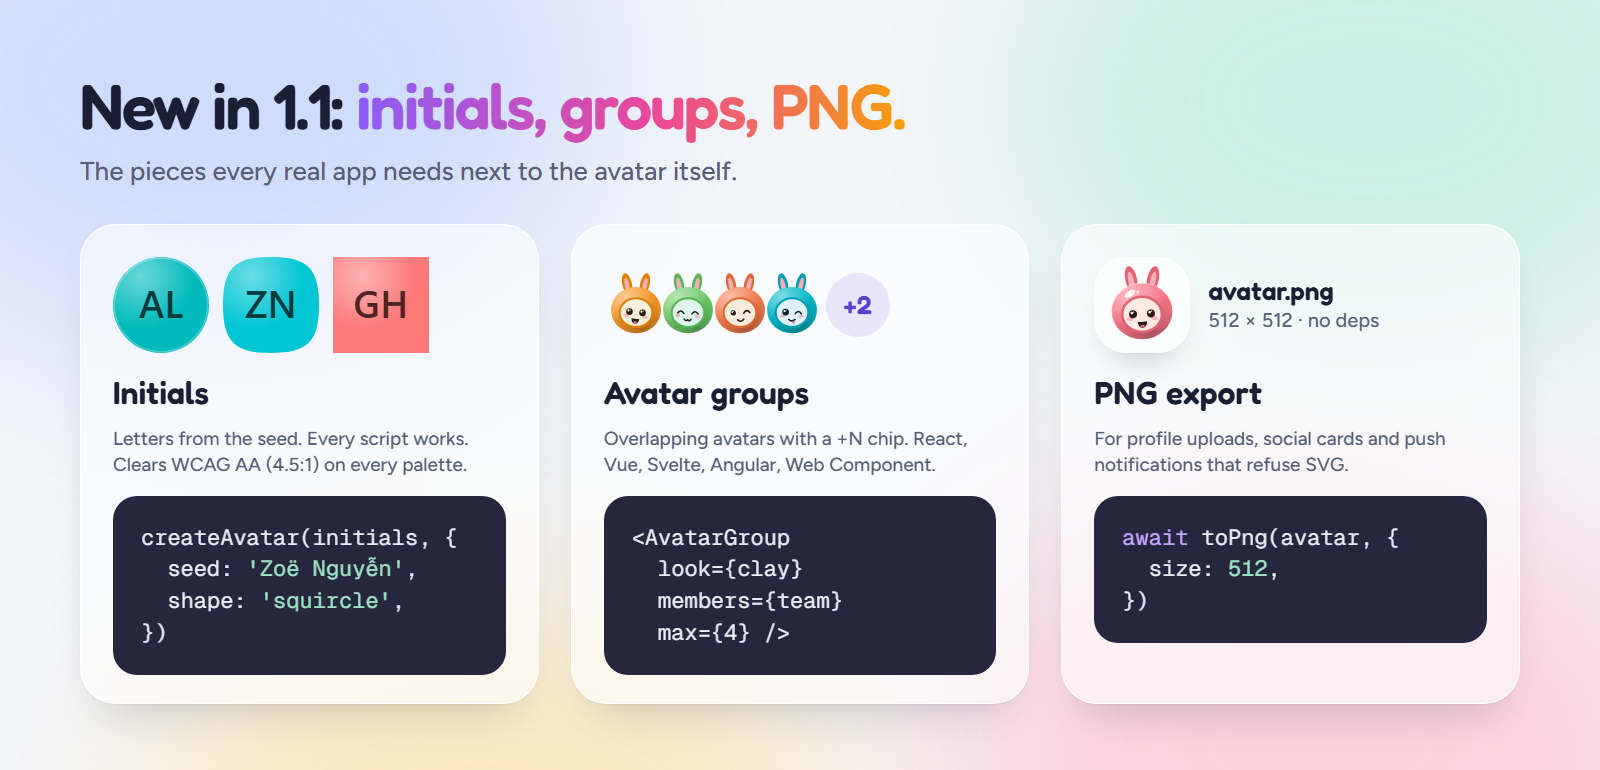 New in 1.1: initials, groups, PNG.
The pieces every real app needs next to the avatar itself.
AL ZN GH
Initials
Letters from the seed. Every script works.
Clears WCAG AA (4.5:1) on every palette.
createAvatar(initials, {
  seed: 'Zoë Nguyễn',
  shape: 'squircle',
})
+2
Avatar groups
Overlapping avatars with a +N chip. React,
Vue, Svelte, Angular, Web Component.
<AvatarGroup
  look={clay}
  members={team}
  max={4} />
avatar.png
512 × 512 · no deps
PNG export
For profile uploads, social cards and push
notifications that refuse SVG.
await toPng(avatar, {
  size: 512,
})